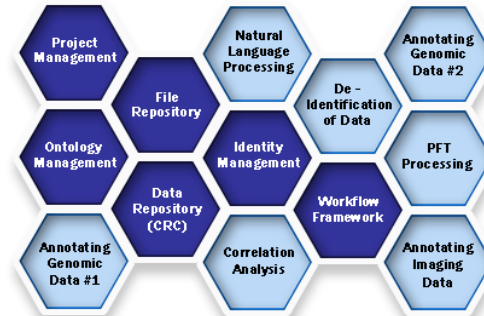 Project
Management
Natural
Language
Processing
Annotating
Genomic
Data #2
File
Repository
De -
Identification
of Data
Ontology
Management
Identity
Management
PFT
Processing
Data
Repository
(CRC)
Workflow
Framework
Annotating
Genomic
Data #1
Correlation
Analysis
Annotating
Imaging
Data